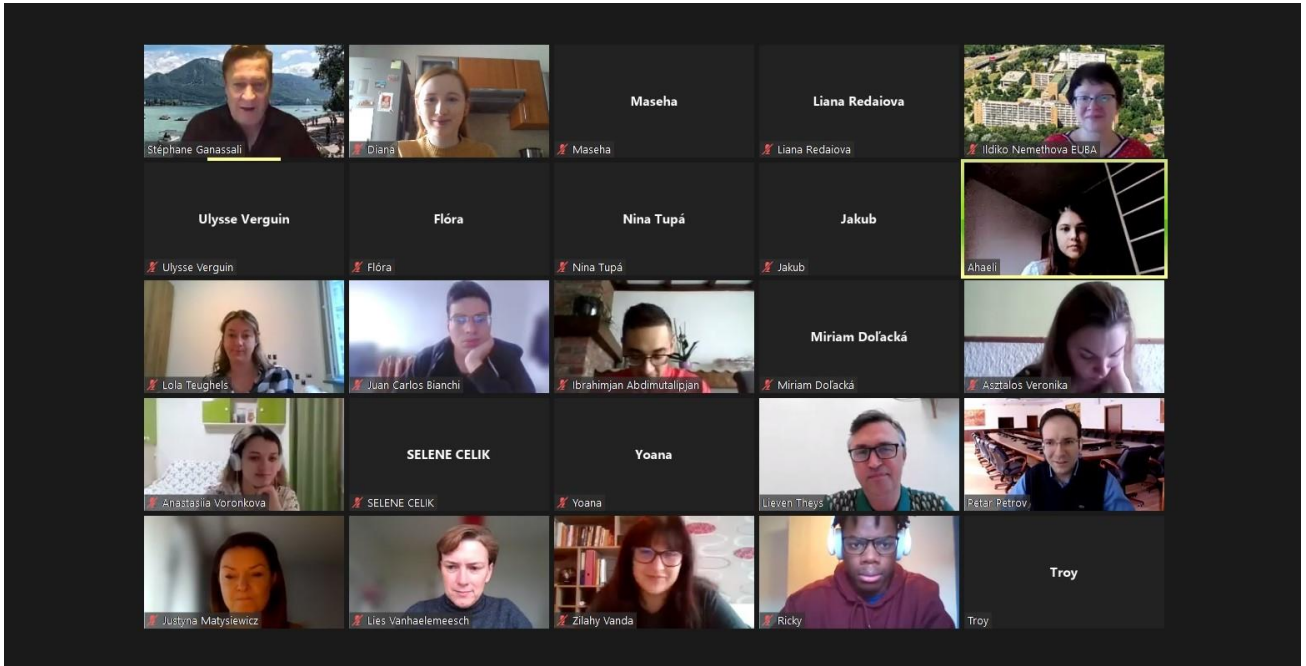 Stéphane Ganassali
Diana
Maseha
Maseha
Liana Redaiova
Liana Redaiova
Ildiko Nemethova EUBA
Ulysse Verguin
Ulysse Verguin
Flóra
Flóra
Nina Tupá
Nina Tupá
Jakub
Jakub
Ahaeli
Lola Teughels
Juan Carlos Bianchi
Ibrahimjan Abdimutalipjan
Miriam Doľacká
Miriam Doľacká
Asztalos Veronika
Anastasiia Voronkova
SELENE CELIK
SELENE CELIK
Yoana
Yoana
Lieven Theys
Petar Petrov
Justyna Matysiewicz
Lies Vanhaelemeesch
Zilahy Vanda
Ricky
Troy
Troy